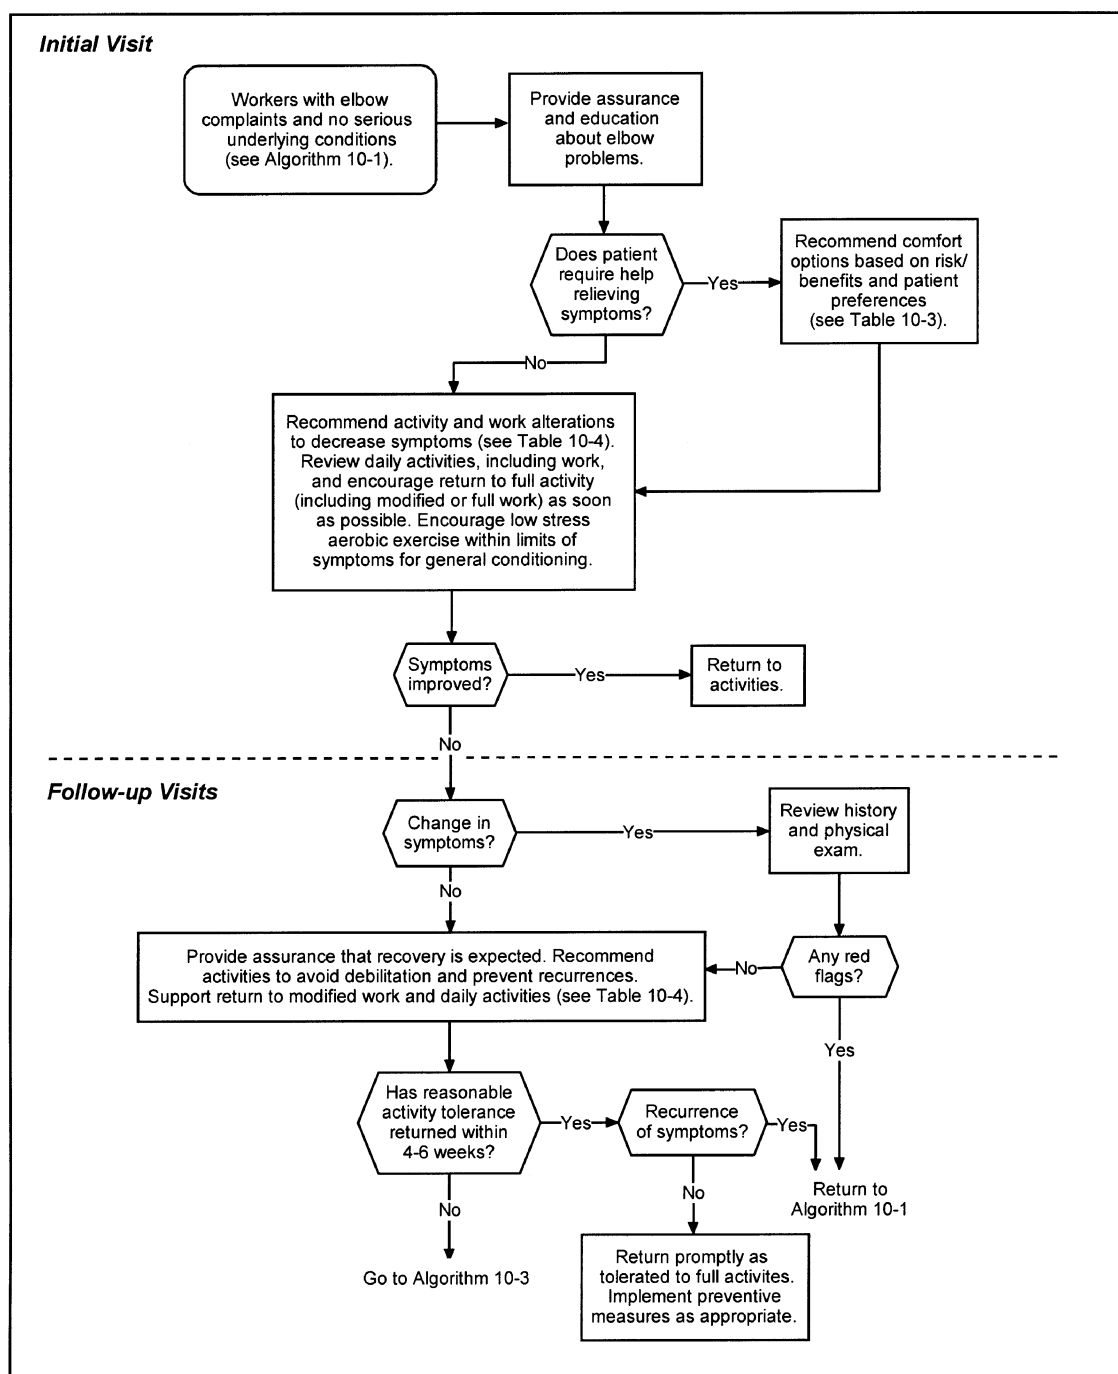 Initial Visit
Workers with elbow
complaints and no serious
underlying conditions
(see Algorithm 10-1).
Provide assurance
and education
about elbow
problems.
Does patient
require help
relieving
symptoms?
Yes
Recommend comfort
options based on risk/
benefits and patient
preferences
(see Table 10-3).
No
Recommend activity and work alterations
to decrease symptoms (see Table 10-4).
Review daily activities, including work,
and encourage return to full activity
(including modified or full work) as soon
as possible. Encourage low stress
aerobic exercise within limits of
symptoms for general conditioning.
Symptoms
improved?
Yes
Return to
activities.
No
Follow-up Visits
Change in
symptoms?
Yes
Review history
and physical
exam.
No
Provide assurance that recovery is expected. Recommend
activities to avoid debilitation and prevent recurrences.
Support return to modified work and daily activities (see Table 10-4).
No
Any red
flags?
Yes
Has reasonable
activity tolerance
returned within
4-6 weeks?
Yes
Recurrence
of symptoms?
Yes
Return to
Algorithm 10-1
No
Go to Algorithm 10-3
No
Return promptly as
tolerated to full activites.
Implement preventive
measures as appropriate.